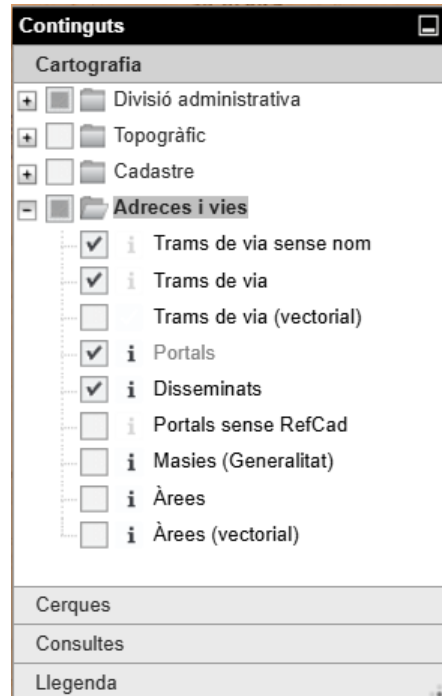 Continguts
Cartografia
Divisió administrativa
Topogràfic
Cadastre
Adreces i vies
Trams de via sense nom
Trams de via
Trams de via (vectorial)
Portals
Disseminats
Portals sense RefCad
Masies (Generalitat)
Àrees
Àrees (vectorial)
Cerques
Consultes
Llegenda